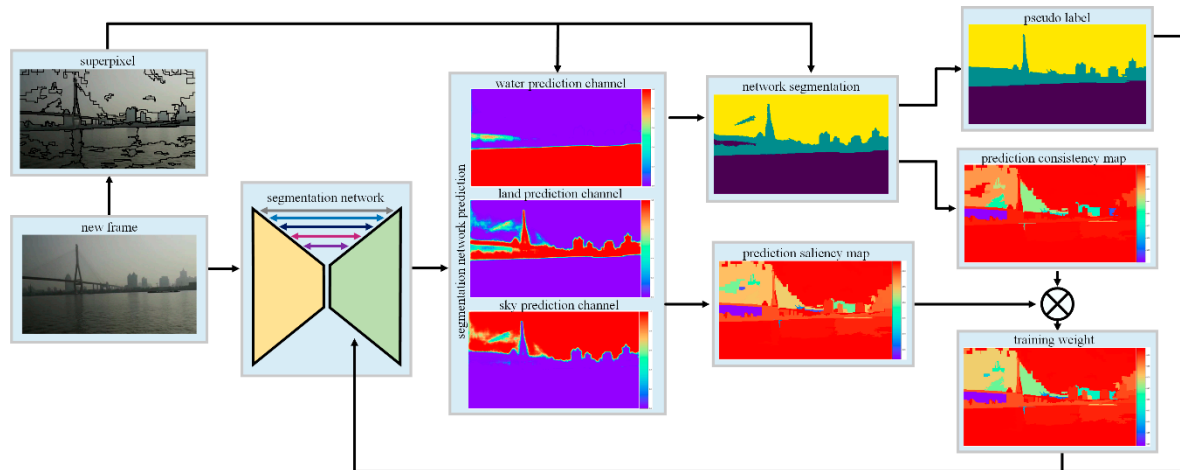 superpixel
new frame
segmentation network
segmentation network prediction
water prediction channel
land prediction channel
sky prediction channel
network segmentation
prediction saliency map
pseudo label
prediction consistency map
training weight